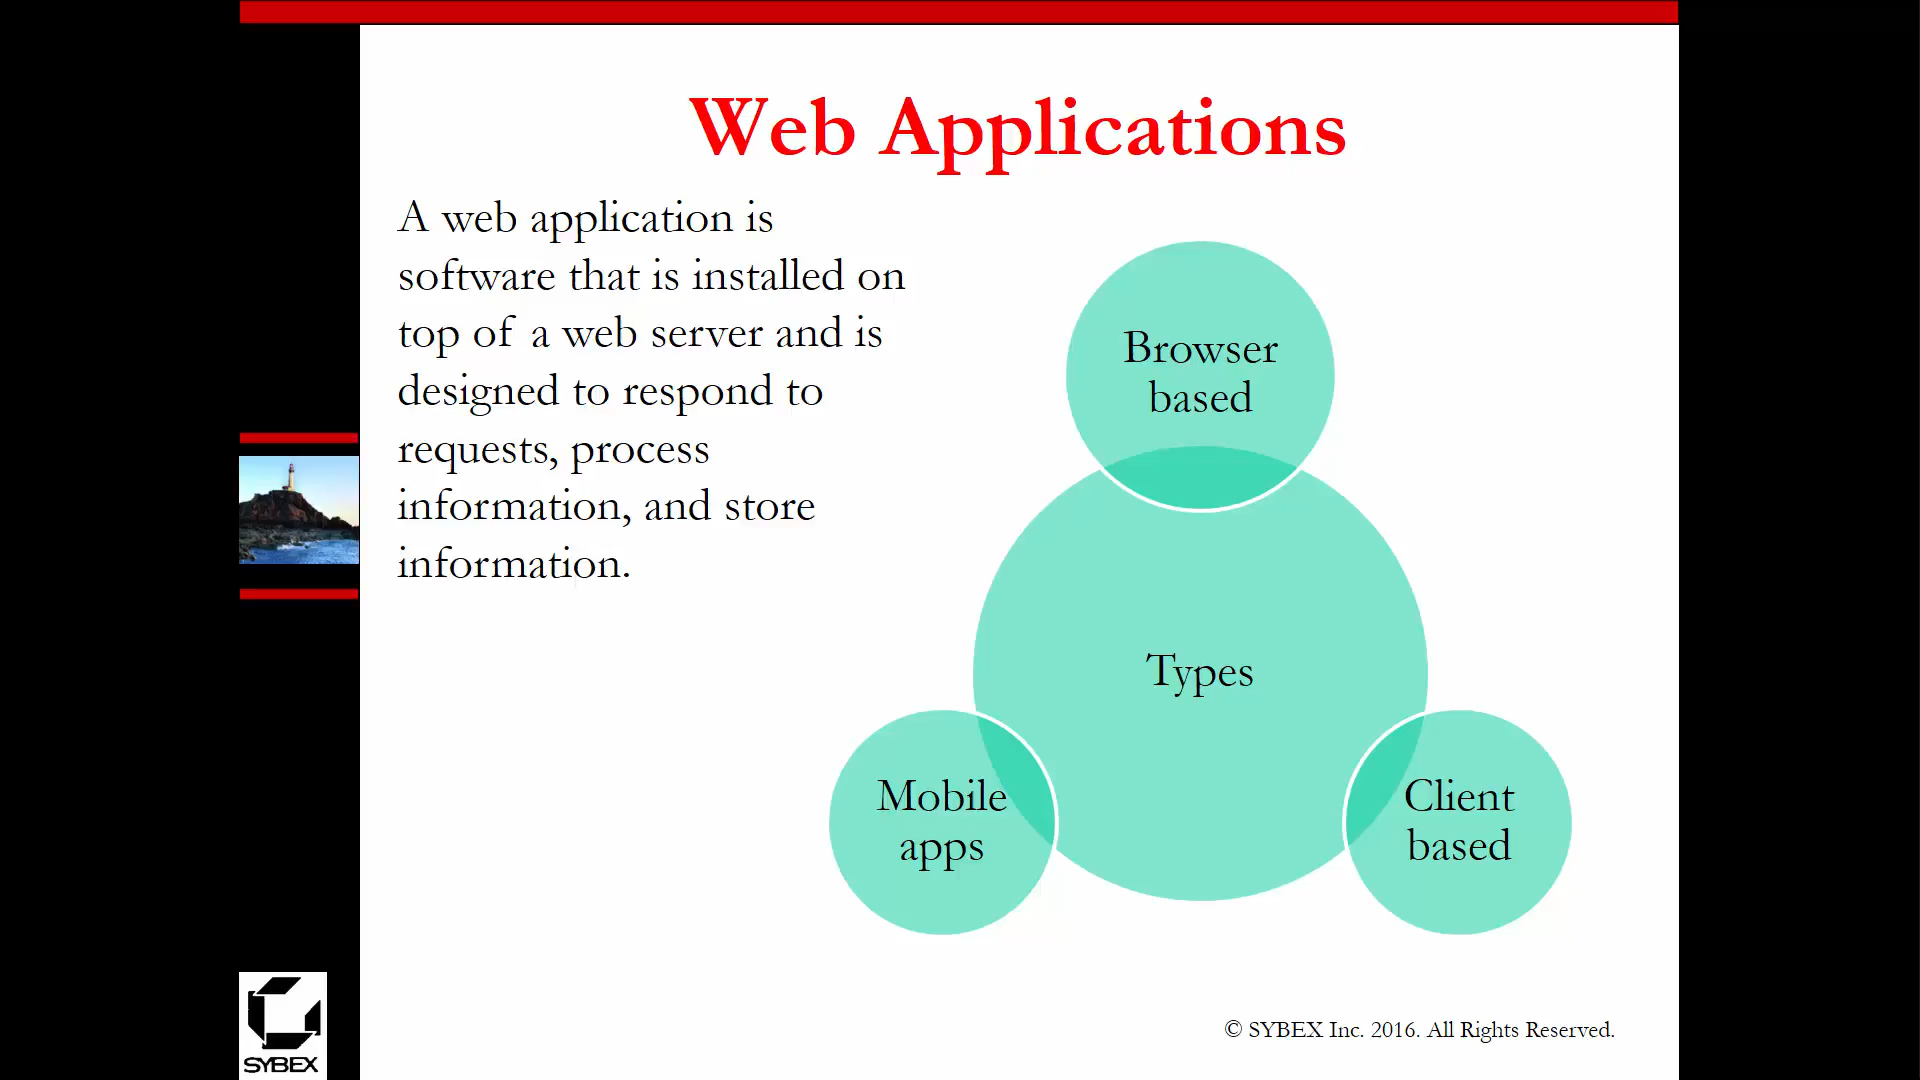 Web Applications
A web application is
software that is installed on
top of a web server and is
designed to respond to
requests, process
information, and store
information.
Browser
based
Types
Mobile
apps
Client
based
© SYBEX Inc. 2016. All Rights Reserved.
SYBEX